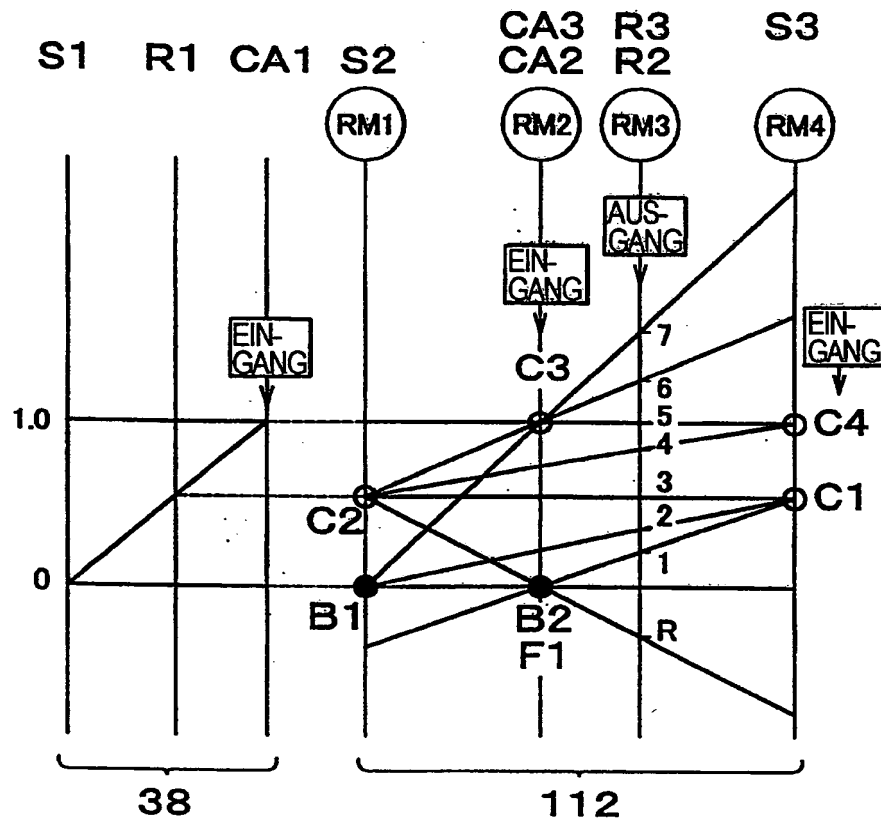 CA3 R3 S3
S1 R1 CA1 S2 CA2 R2
RM1 RM2 RM3 RM4
AUS-
GANG
EIN-
GANG
EIN-
GANG
EIN-
GANG
7
C3
6
1.0
5
C4
4
3
C2
C1
2
1
0
B1
B2
F1
R
38
112